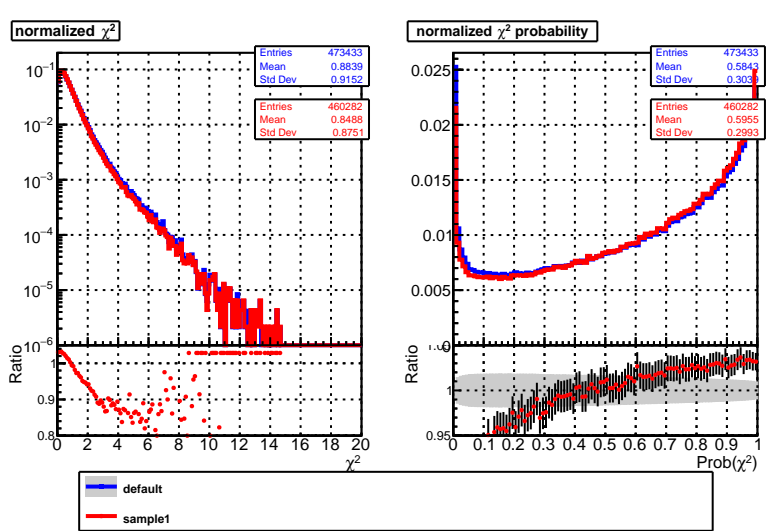 normalized χ²
Entries 473433
Mean 0.8839
Std Dev 0.9152
Entries 460282
Mean 0.8488
Std Dev 0.8751
10⁻¹
10⁻²
10⁻³
10⁻⁴
10⁻⁵
10⁻⁶
Ratio
1
0.9
0.8
0 2 4 6 8 10 12 14 16 18 20
χ²
normalized χ² probability
Entries 473433
Mean 0.5843
Std Dev 0.3039
Entries 460282
Mean 0.5955
Std Dev 0.2993
0.025
0.02
0.015
0.01
0.005
0
Ratio
1
0.95
0 0.1 0.2 0.3 0.4 0.5 0.6 0.7 0.8 0.9 1
Prob(χ²)
default
sample1